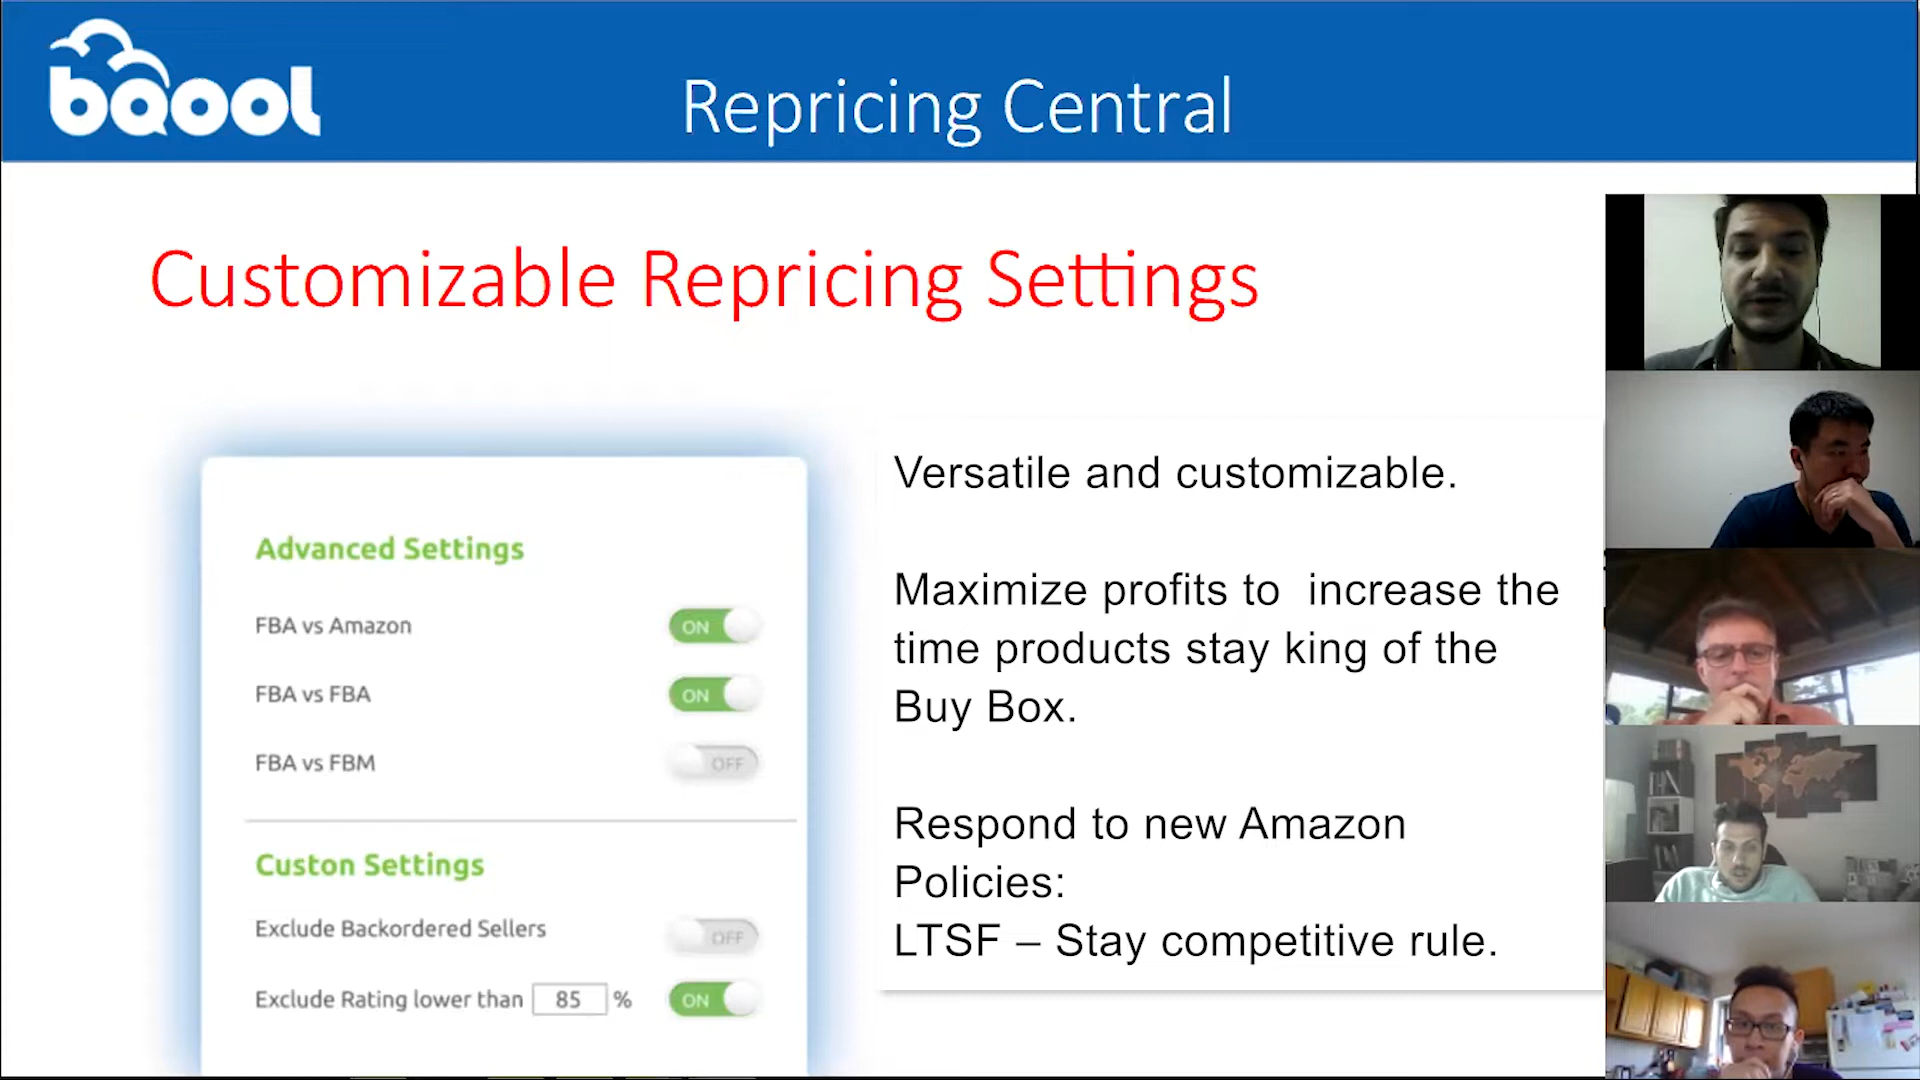 bqool
Repricing Central
Customizable Repricing Settings
Advanced Settings
FBA vs Amazon ON
FBA vs FBA ON
FBA vs FBM OFF
Custon Settings
Exclude Backordered Sellers OFF
Exclude Rating lower than 85 % ON
Versatile and customizable.
Maximize profits to  increase the
time products stay king of the
Buy Box.
Respond to new Amazon
Policies:
LTSF – Stay competitive rule.